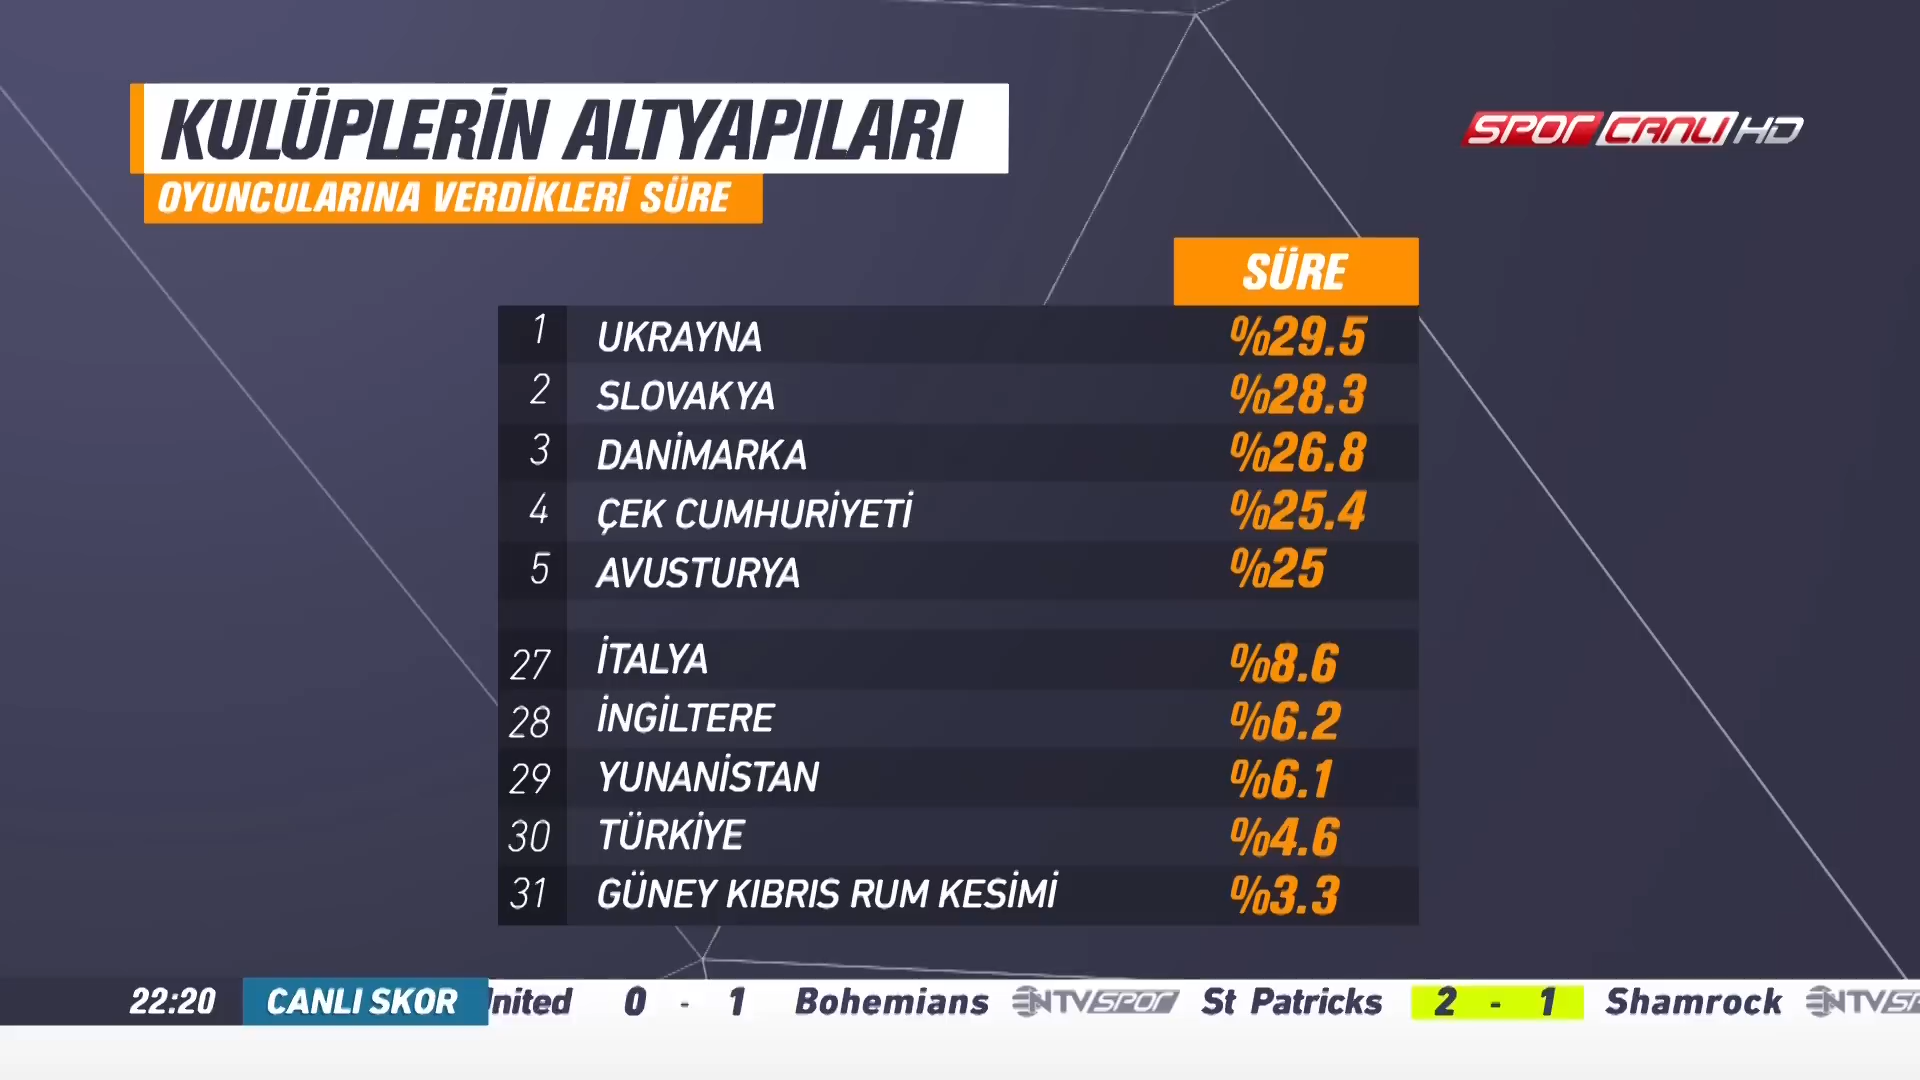 KULÜPLERİN ALTYAPILARI
OYUNCULARINA VERDİKLERİ SÜRE
SPOR CANLI HD
SÜRE
1 UKRAYNA %29.5
2 SLOVAKYA %28.3
3 DANİMARKA %26.8
4 ÇEK CUMHURİYETİ %25.4
5 AVUSTURYA %25
27 İTALYA %8.6
28 İNGİLTERE %6.2
29 YUNANİSTAN %6.1
30 TÜRKİYE %4.6
31 GÜNEY KIBRIS RUM KESİMİ %3.3
22:20 CANLI SKOR nited 0 - 1 Bohemians NTVSPOR St Patricks 2 - 1 Shamrock NTVSP